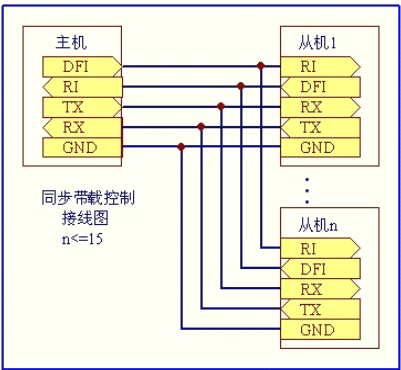 主机
DFI
RI
TX
RX
GND
同步带载控制
接线图
n<=15
从机1
RI
DFI
RX
TX
GND
从机n
RI
DFI
RX
TX
GND